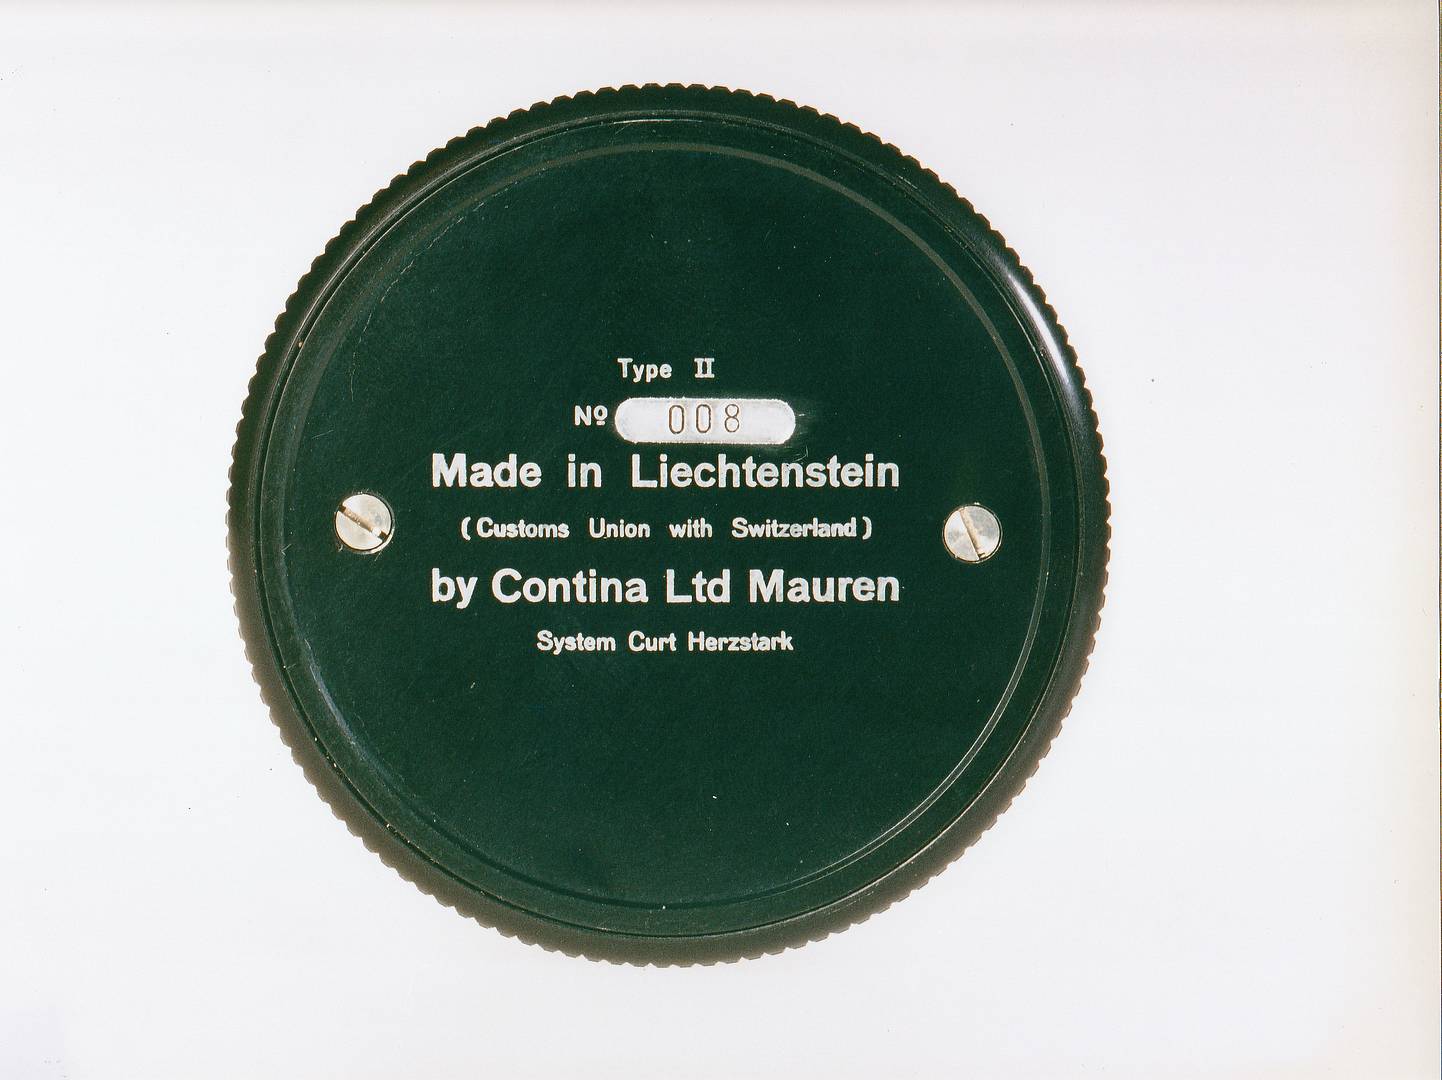 Type II
Nº 008
Made in Liechtenstein
(Customs Union with Switzerland)
by Contina Ltd Mauren
System Curt Herzstark